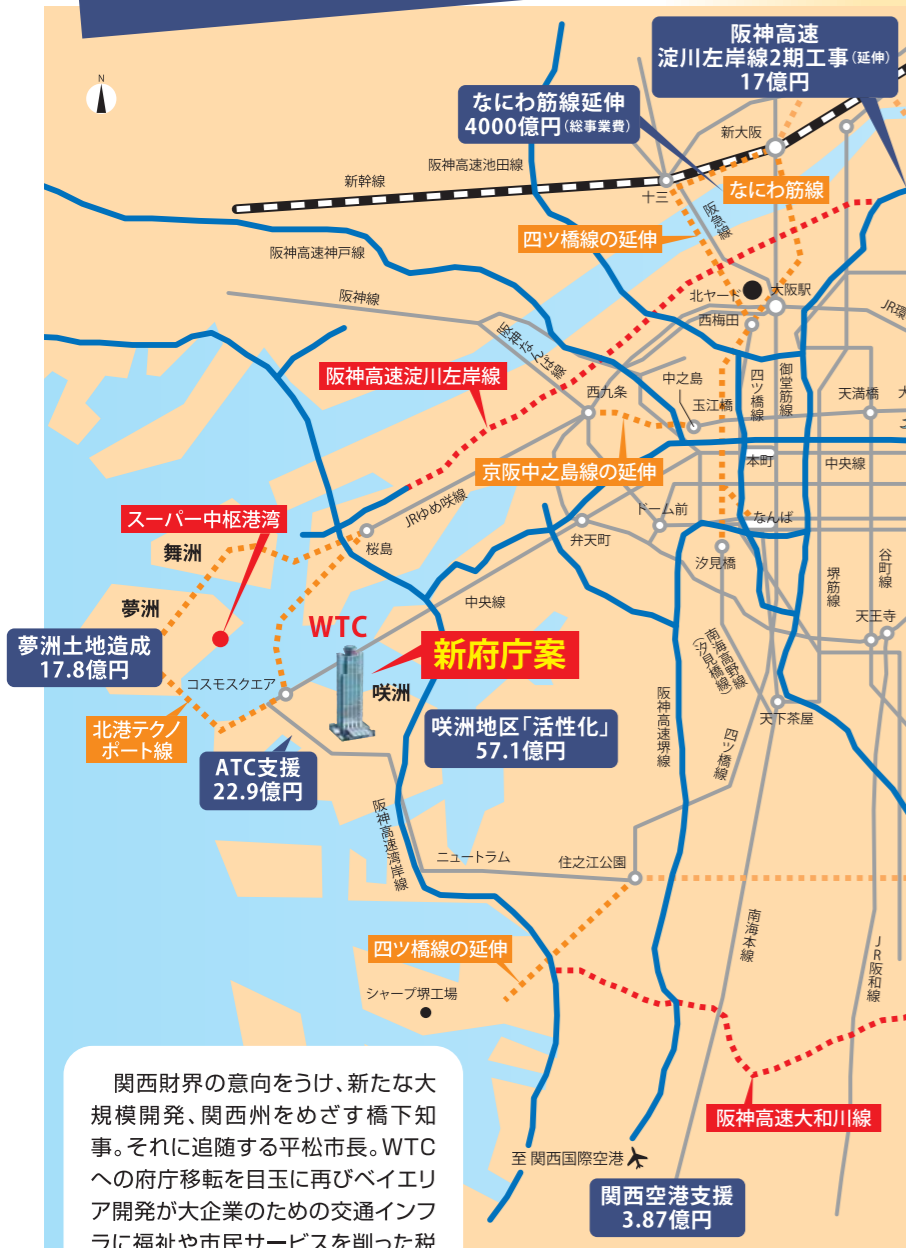 N
阪神高速
淀川左岸線2期工事(延伸)
17億円
なにわ筋線延伸
4000億円(総事業費)
新大阪
阪神高速池田線
新幹線
十三
なにわ筋線
阪急線
四ツ橋線の延伸
阪神高速神戸線
阪神線
北ヤード
大阪駅
西梅田
JR環
阪神なんば線
阪神高速淀川左岸線
西九条
中之島
玉江橋
四ツ橋線
御堂筋線
天満橋
京阪中之島線の延伸
本町
中央線
JRゆめ咲線
スーパー中枢港湾
ドーム前
なんば
弁天町
桜島
舞洲
汐見橋
谷町線
堺筋線
夢洲
WTC
中央線
天王寺
夢洲土地造成
17.8億円
新府庁案
南海高野線
(汐見橋線)
コスモスクエア
咲洲
北港テクノ
ポート線
咲洲地区「活性化」
57.1億円
阪神高速堺線
四ツ橋線
天下茶屋
ATC支援
22.9億円
阪神高速湾岸線
ニュートラム
住之江公園
四ツ橋線の延伸
南海本線
JR阪和線
シャープ堺工場
阪神高速大和川線
関西財界の意向をうけ、新たな大
規模開発、関西州をめざす橋下知
事。それに追随する平松市長。WTC
への府庁移転を目玉に再びベイエリ
ア開発が大企業のための交通インフ
ラに福祉や市民サービスを削った税
至 関西国際空港
関西空港支援
3.87億円